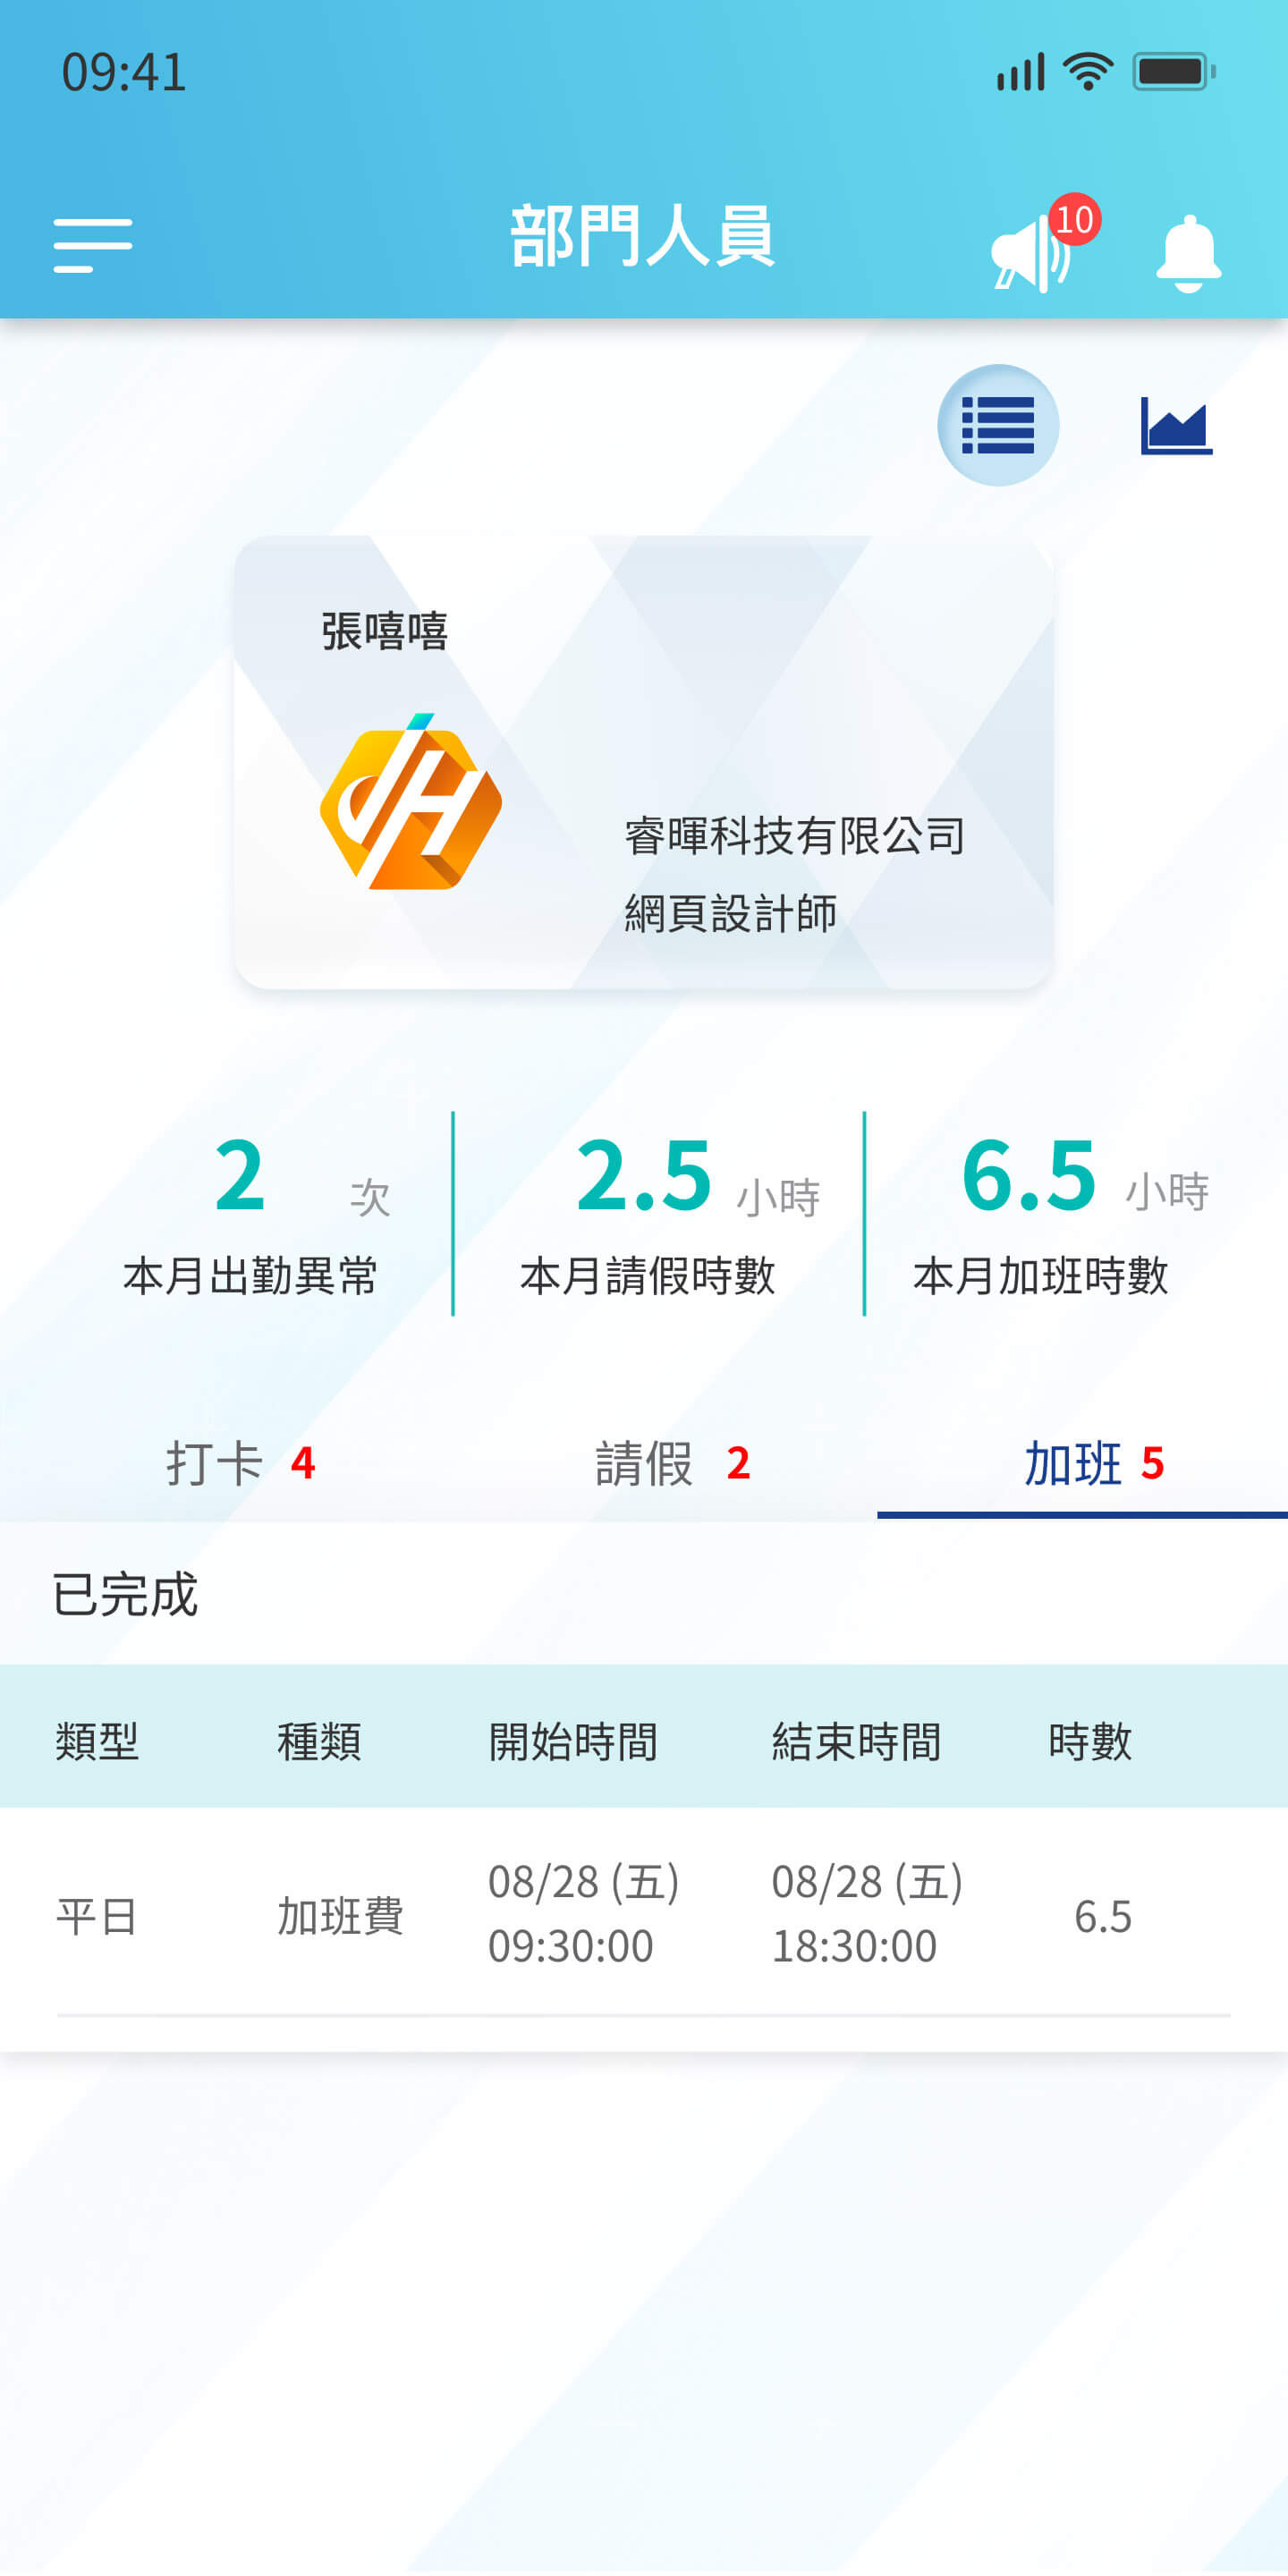 09:41
部門人員
10
張嘻嘻
睿暉科技有限公司
網頁設計師
2 次
2.5 小時
6.5 小時
本月出勤異常
本月請假時數
本月加班時數
打卡 4
請假 2
加班 5
已完成
類型 種類 開始時間 結束時間 時數
平日 加班費 08/28 (五) 08/28 (五) 6.5
09:30:00 18:30:00